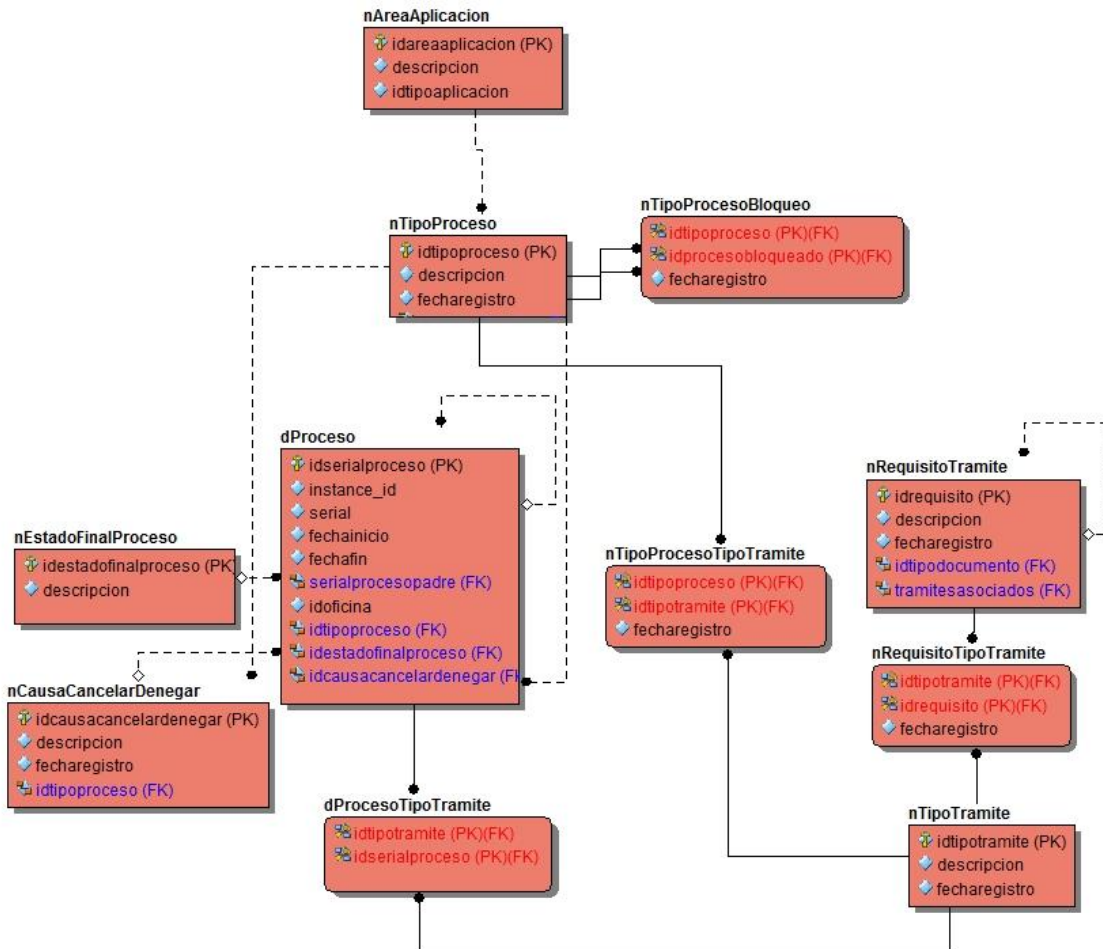 nAreaAplicacion
idareaaplicacion (PK)
descripcion
idtipoaplicacion
nTipoProceso
idtipoproceso (PK)
descripcion
fecharegistro
nTipoProcesoBloqueo
idtipoproceso (PK)(FK)
idprocesobloqueado (PK)(FK)
fecharegistro
dProceso
idserialproceso (PK)
instance_id
serial
fechainicio
fechafin
serialprocesopadre (FK)
idoficina
idtipoproceso (FK)
idestadofinalproceso (FK)
idcausacancelardenegar (FK
nEstadoFinalProceso
idestadofinalproceso (PK)
descripcion
nCausaCancelarDenegar
idcausacancelardenegar (PK)
descripcion
fecharegistro
idtipoproceso (FK)
nTipoProcesoTipoTramite
idtipoproceso (PK)(FK)
idtipotramite (PK)(FK)
fecharegistro
nRequisitoTramite
idrequisito (PK)
descripcion
fecharegistro
idtipodocumento (FK)
tramitesasociados (FK)
nRequisitoTipoTramite
idtipotramite (PK)(FK)
idrequisito (PK)(FK)
fecharegistro
dProcesoTipoTramite
idtipotramite (PK)(FK)
idserialproceso (PK)(FK)
nTipoTramite
idtipotramite (PK)
descripcion
fecharegistro